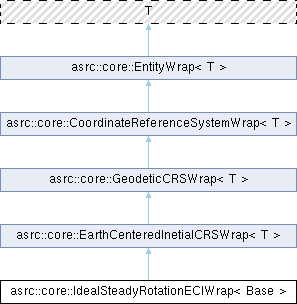 T
asrc::core::EntityWrap< T >
asrc::core::CoordinateReferenceSystemWrap< T >
asrc::core::GeodeticCRSWrap< T >
asrc::core::EarthCenteredInetialCRSWrap< T >
asrc::core::IdealSteadyRotationECIWrap< Base >